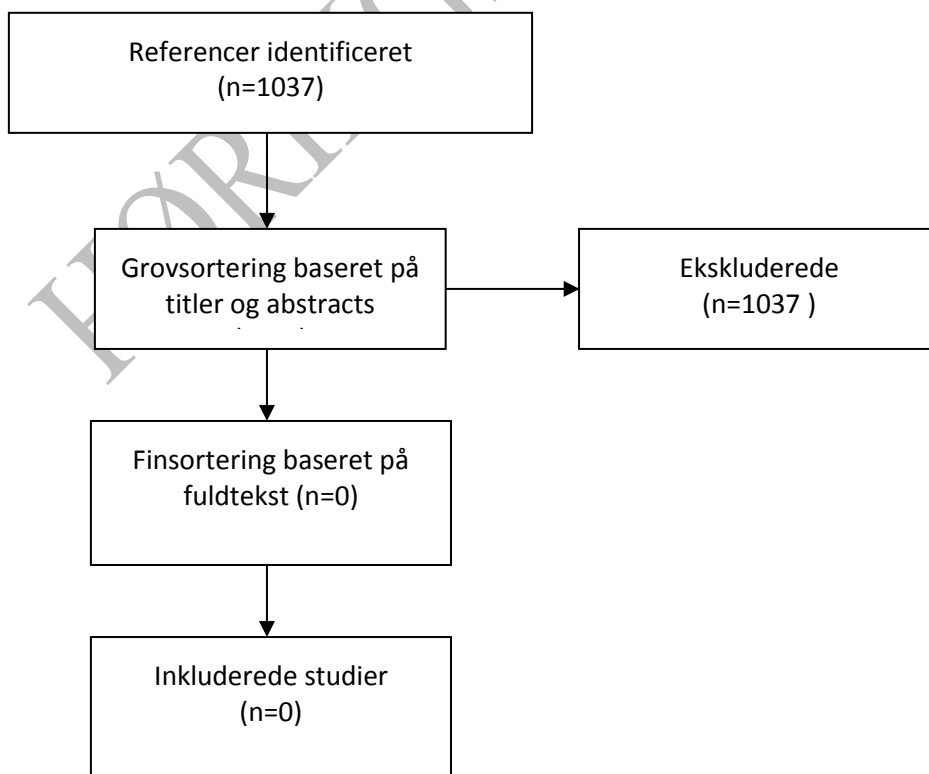 Referencer identificeret
(n=1037)
Grovsortering baseret på
titler og abstracts
Ekskluderede
(n=1037 )
Finsortering baseret på
fuldtekst (n=0)
Inkluderede studier
(n=0)